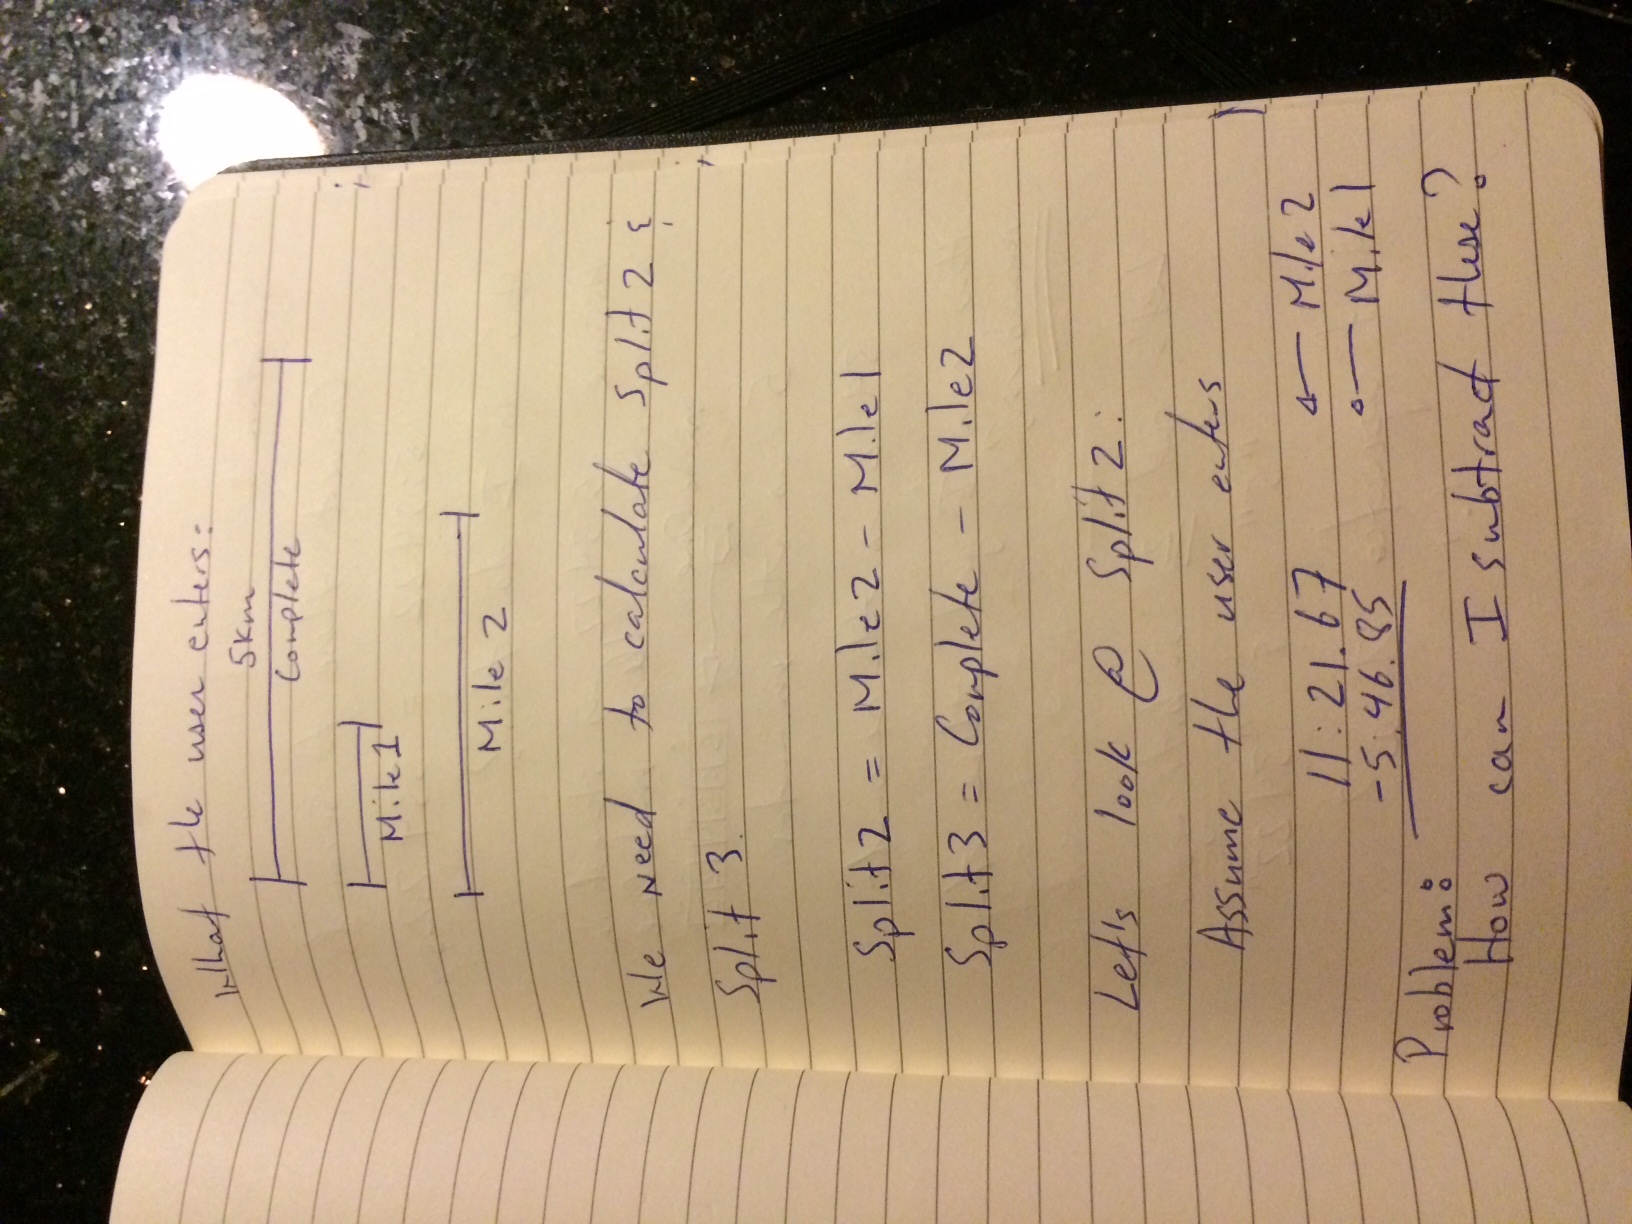 What the user enters:
5km
Complete
Mile 1
Mile 2
We need to calculate Split 2 &
Split 3.
Split 2 = Mile 2 - Mile 1
Split 3 = Complete - Mile 2
Let's look @ Split 2:
Assume the user enters
11:21.67 ← Mile 2
-5:46.85 ← Mile 1
Problem:
How can I subtract these?